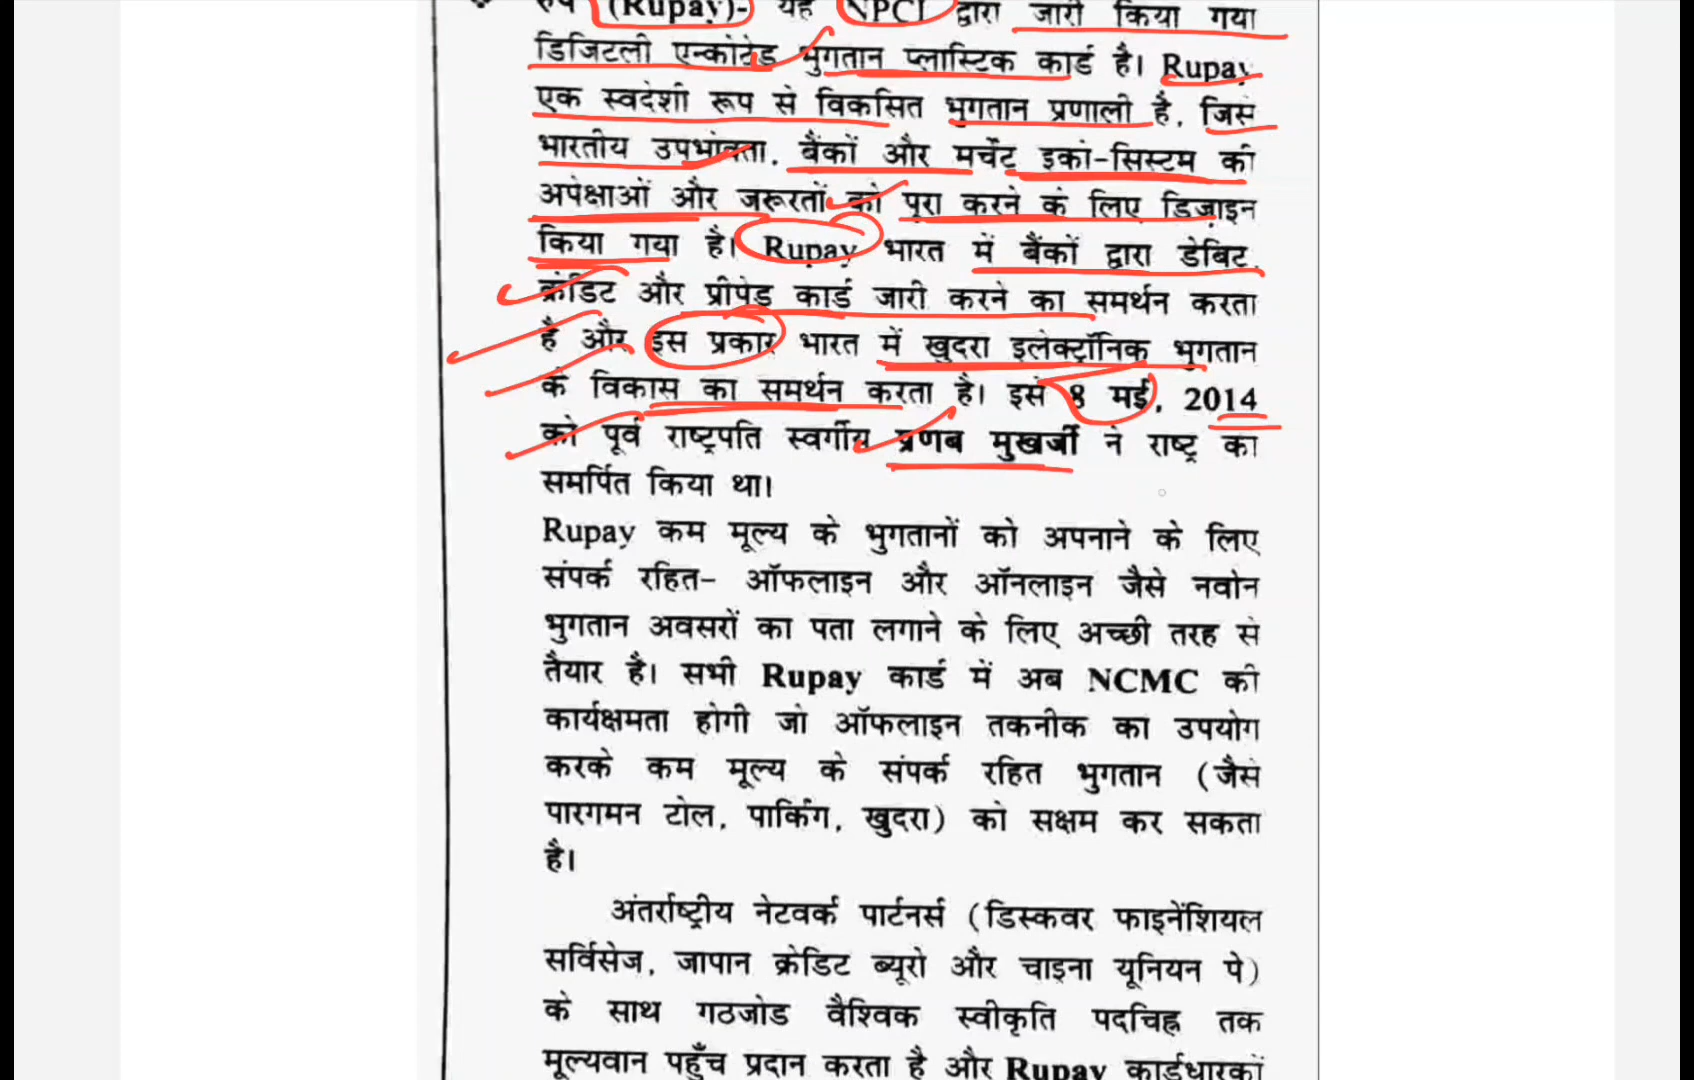 रुपे (Rupay)- यह NPCI द्वारा जारी किया गया
डिजिटली एन्कोटेड भुगतान प्लास्टिक कार्ड है। Rupay
एक स्वदेशी रूप से विकसित भुगतान प्रणाली है, जिसे
भारतीय उपभोक्ता, बैंकों और मर्चेंट इको-सिस्टम की
अपेक्षाओं और जरूरतों को पूरा करने के लिए डिजाइन
किया गया है। Rupay भारत में बैंकों द्वारा डेबिट,
क्रेडिट और प्रीपेड कार्ड जारी करने का समर्थन करता
है और इस प्रकार भारत में खुदरा इलेक्ट्रॉनिक भुगतान
के विकास का समर्थन करता है। इसे 8 मई, 2014
को पूर्व राष्ट्रपति स्वर्गीय प्रणब मुखर्जी ने राष्ट्र को
समर्पित किया था।
Rupay कम मूल्य के भुगतानों को अपनाने के लिए
संपर्क रहित- ऑफलाइन और ऑनलाइन जैसे नवीन
भुगतान अवसरों का पता लगाने के लिए अच्छी तरह से
तैयार है। सभी Rupay कार्ड में अब NCMC की
कार्यक्षमता होगी जो ऑफलाइन तकनीक का उपयोग
करके कम मूल्य के संपर्क रहित भुगतान (जैसे
पारगमन टोल, पार्किंग, खुदरा) को सक्षम कर सकता
है।
अंतर्राष्ट्रीय नेटवर्क पार्टनर्स (डिस्कवर फाइनेंशियल
सर्विसेज, जापान क्रेडिट ब्यूरो और चाइना यूनियन पे)
के साथ गठजोड वैश्विक स्वीकृति पदचिह्न तक
मूल्यवान पहुँच प्रदान करता है और Rupay कार्डधारकों